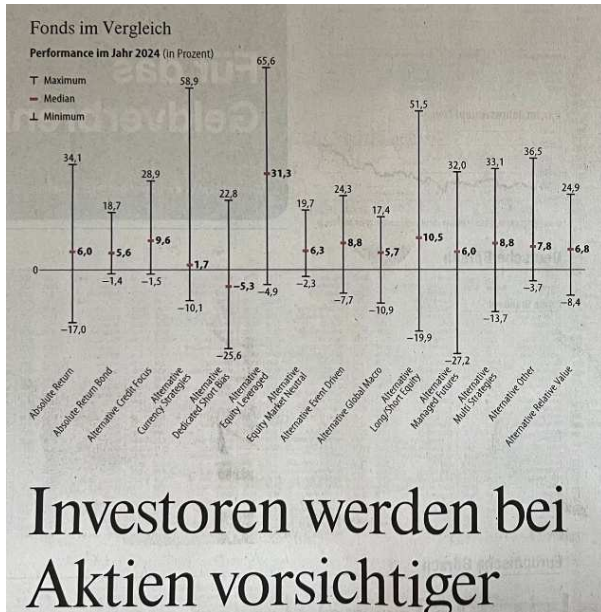 Fonds im Vergleich
Performance im Jahr 2024 (in Prozent)
Maximum
Median
Minimum
34,1
6,0
−17,0
18,7
5,6
−1,4
28,9
9,6
−1,5
58,9
1,7
−10,1
22,8
−5,3
−25,6
65,6
31,3
−4,9
19,7
6,3
−2,3
24,3
8,8
−7,7
17,4
5,7
−10,9
51,5
10,5
−19,9
32,0
6,0
−27,2
33,1
8,8
−13,7
36,5
7,8
−3,7
24,9
6,8
−8,4
0
Absolute Return
Absolute Return Bond
Alternative Credit Focus
Alternative
Currency Strategies
Alternative
Dedicated Short Bias
Alternative
Equity Leveraged
Alternative
Equity Market Neutral
Alternative Event Driven
Alternative Global Macro
Alternative
Long/Short Equity
Alternative
Managed Futures
Alternative
Multi Strategies
Alternative Other
Alternative Relative Value
Investoren werden bei
Aktien vorsichtiger